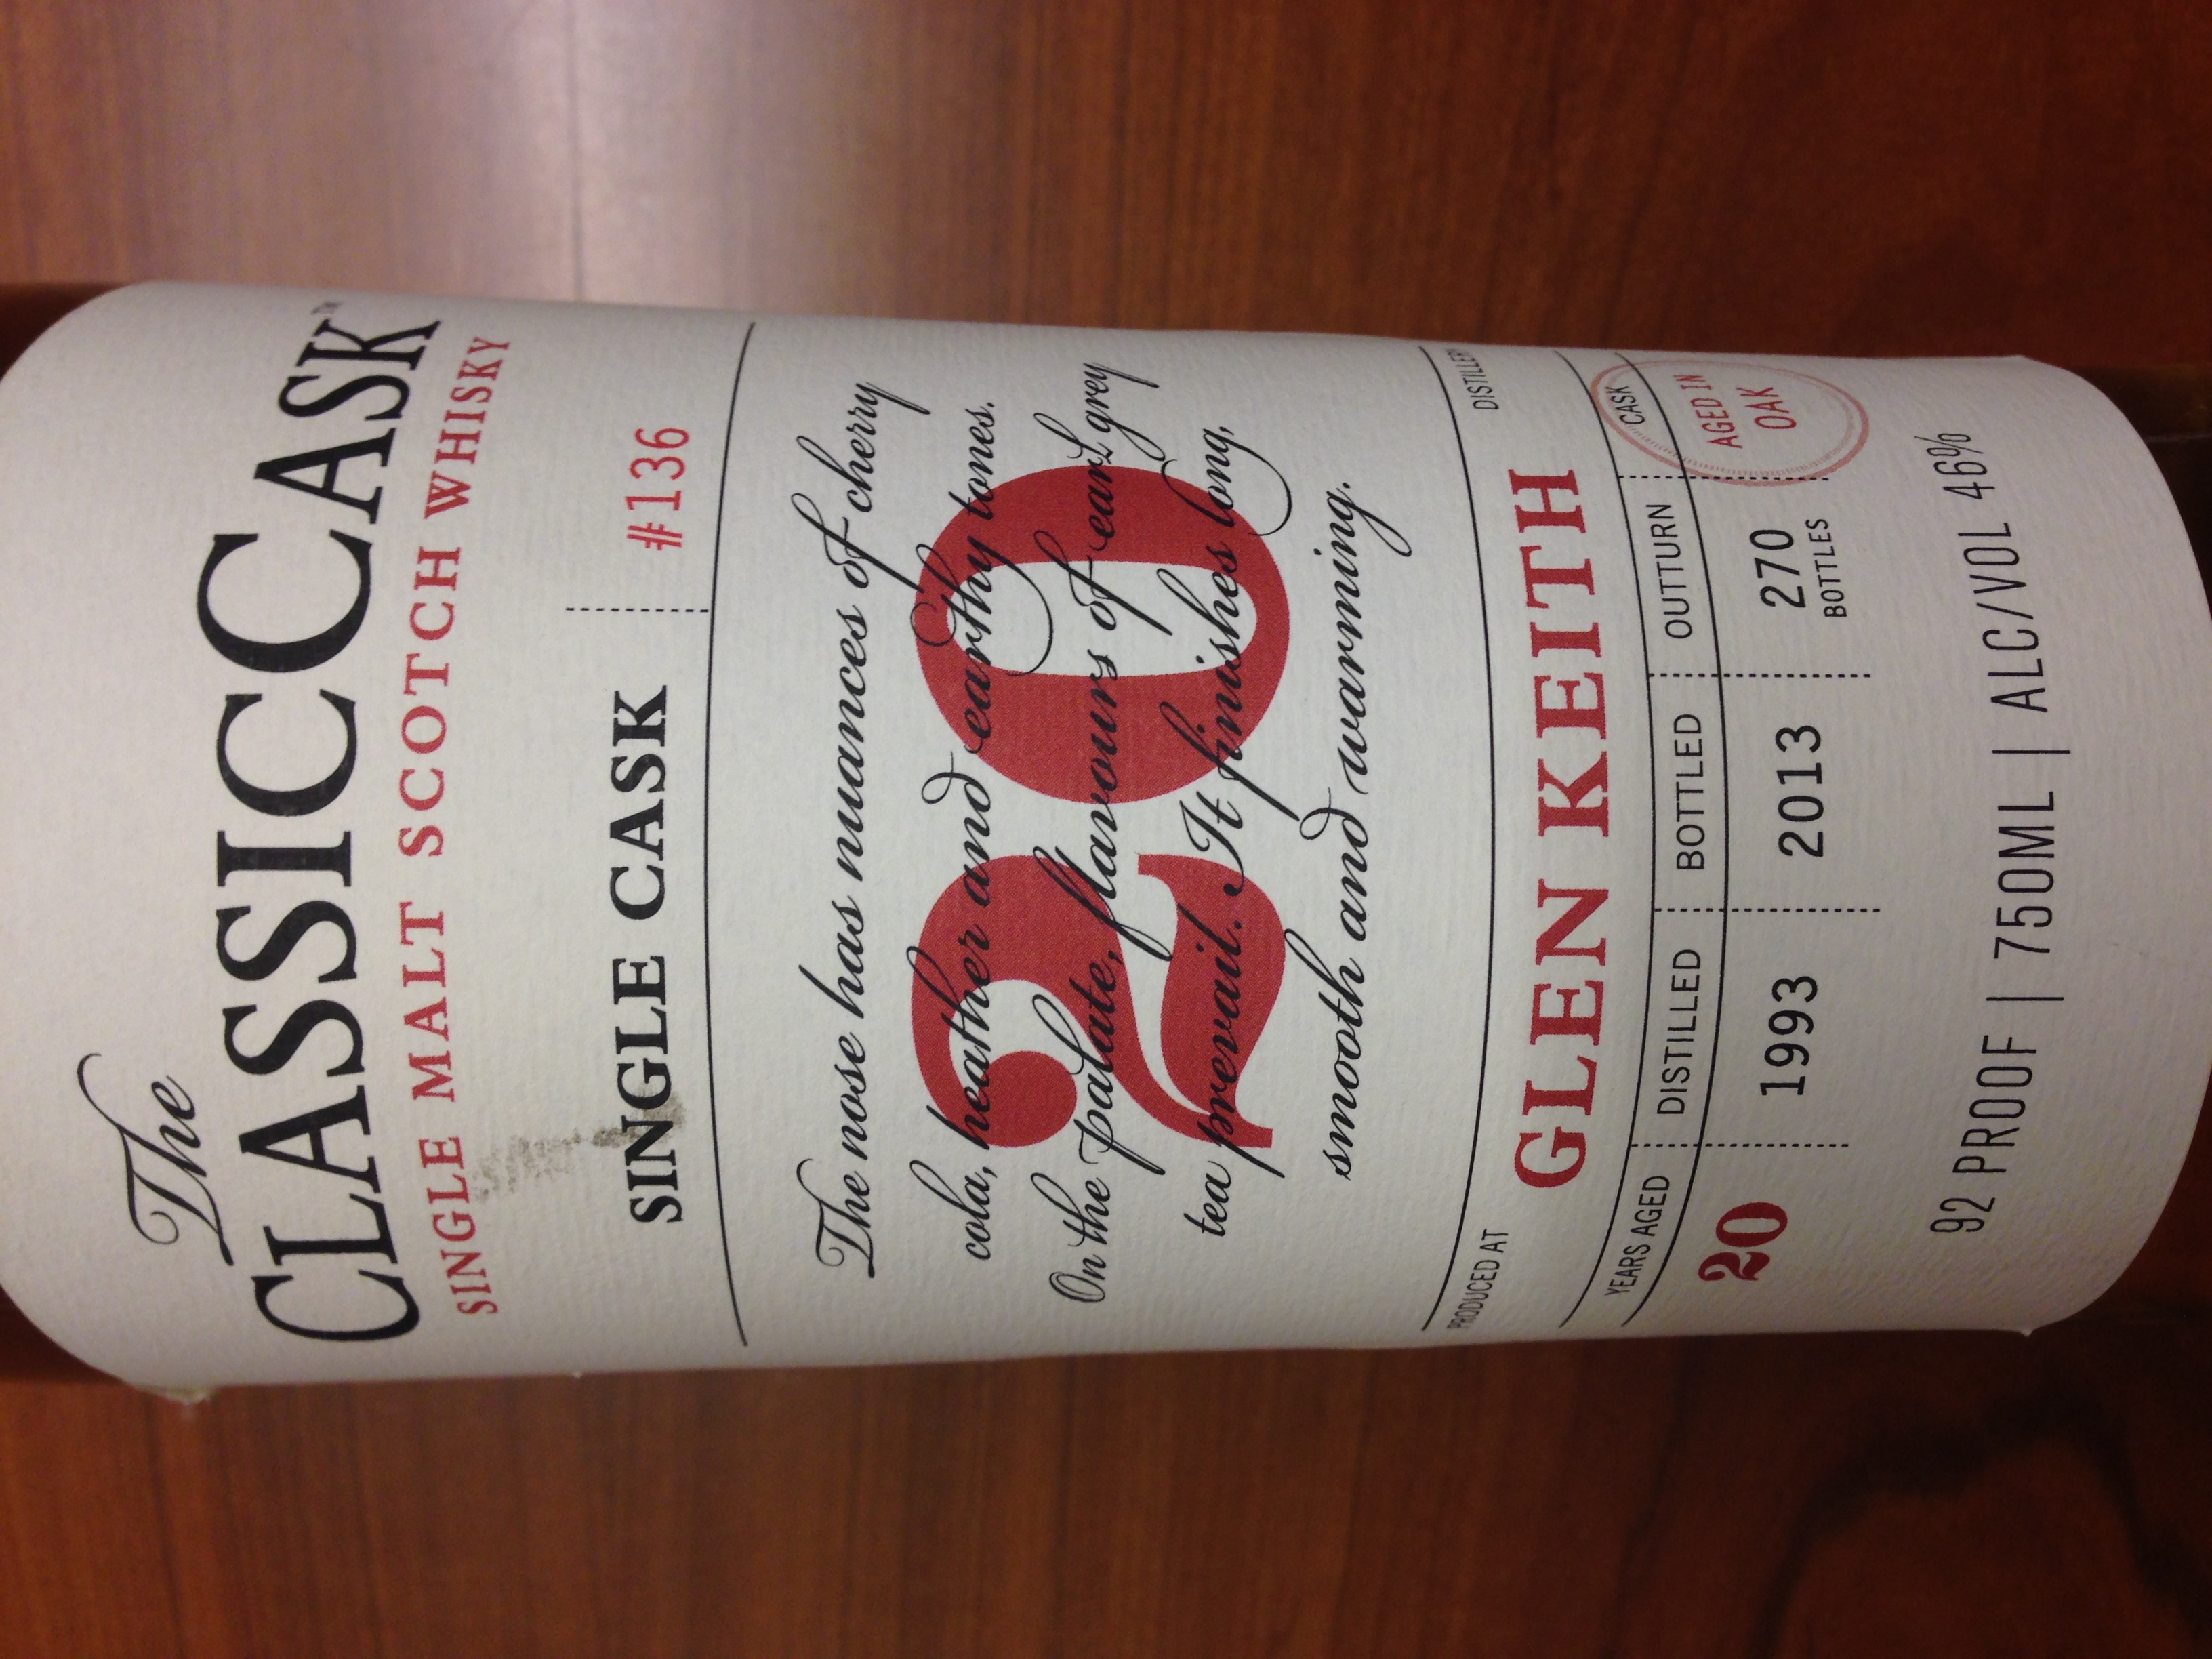 The
CLASSIC CASK™
SINGLE MALT SCOTCH WHISKY
SINGLE CASK #136
20
The nose has nuances of cherry
cola, heather and earthy tones.
On the palate, flavours of earl grey
tea prevail. It finishes long,
smooth and warming.
PRODUCED AT GLEN KEITH DISTILLERY
YEARS AGED DISTILLED BOTTLED OUTTURN CASK
20 1993 2013 270 BOTTLES AGED IN OAK
92 PROOF | 750ML | ALC/VOL 46%